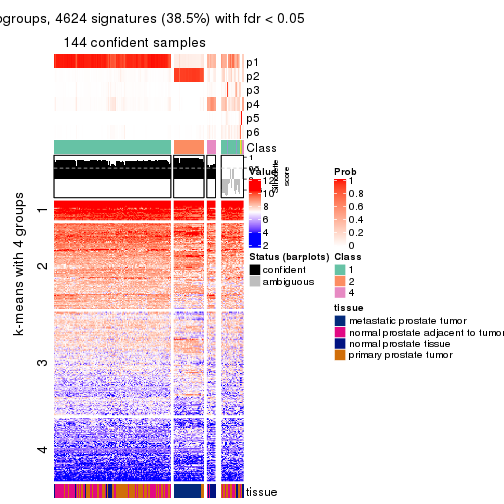 ogroups, 4624 signatures (38.5%) with fdr < 0.05
144 confident samples
p1
p2
p3
p4
p5
p6
Class
1
Silhouette
score
k-means with 4 groups
1
2
3
4
tissue
Value
12
10
8
6
4
2
Prob
1
0.8
0.6
0.4
0.2
0
Status (barplots)
confident
ambiguous
Class
1
2
4
tissue
metastatic prostate tumor
normal prostate adjacent to tumor
normal prostate tissue
primary prostate tumor